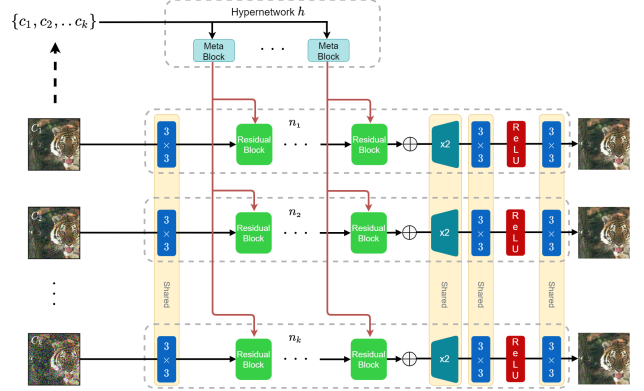 Hypernetwork h
{c₁, c₂, . . cₖ}
Meta Block
. . .
Meta Block
C₁
3 × 3
Residual Block
n₁
. . .
Residual Block
x2
3 × 3
ReLU
3 × 3
3 × 3
Residual Block
n₂
. . .
Residual Block
x2
3 × 3
ReLU
3 × 3
Shared
Shared
Shared
Shared
3 × 3
Residual Block
nₖ
. . .
Residual Block
x2
3 × 3
ReLU
3 × 3